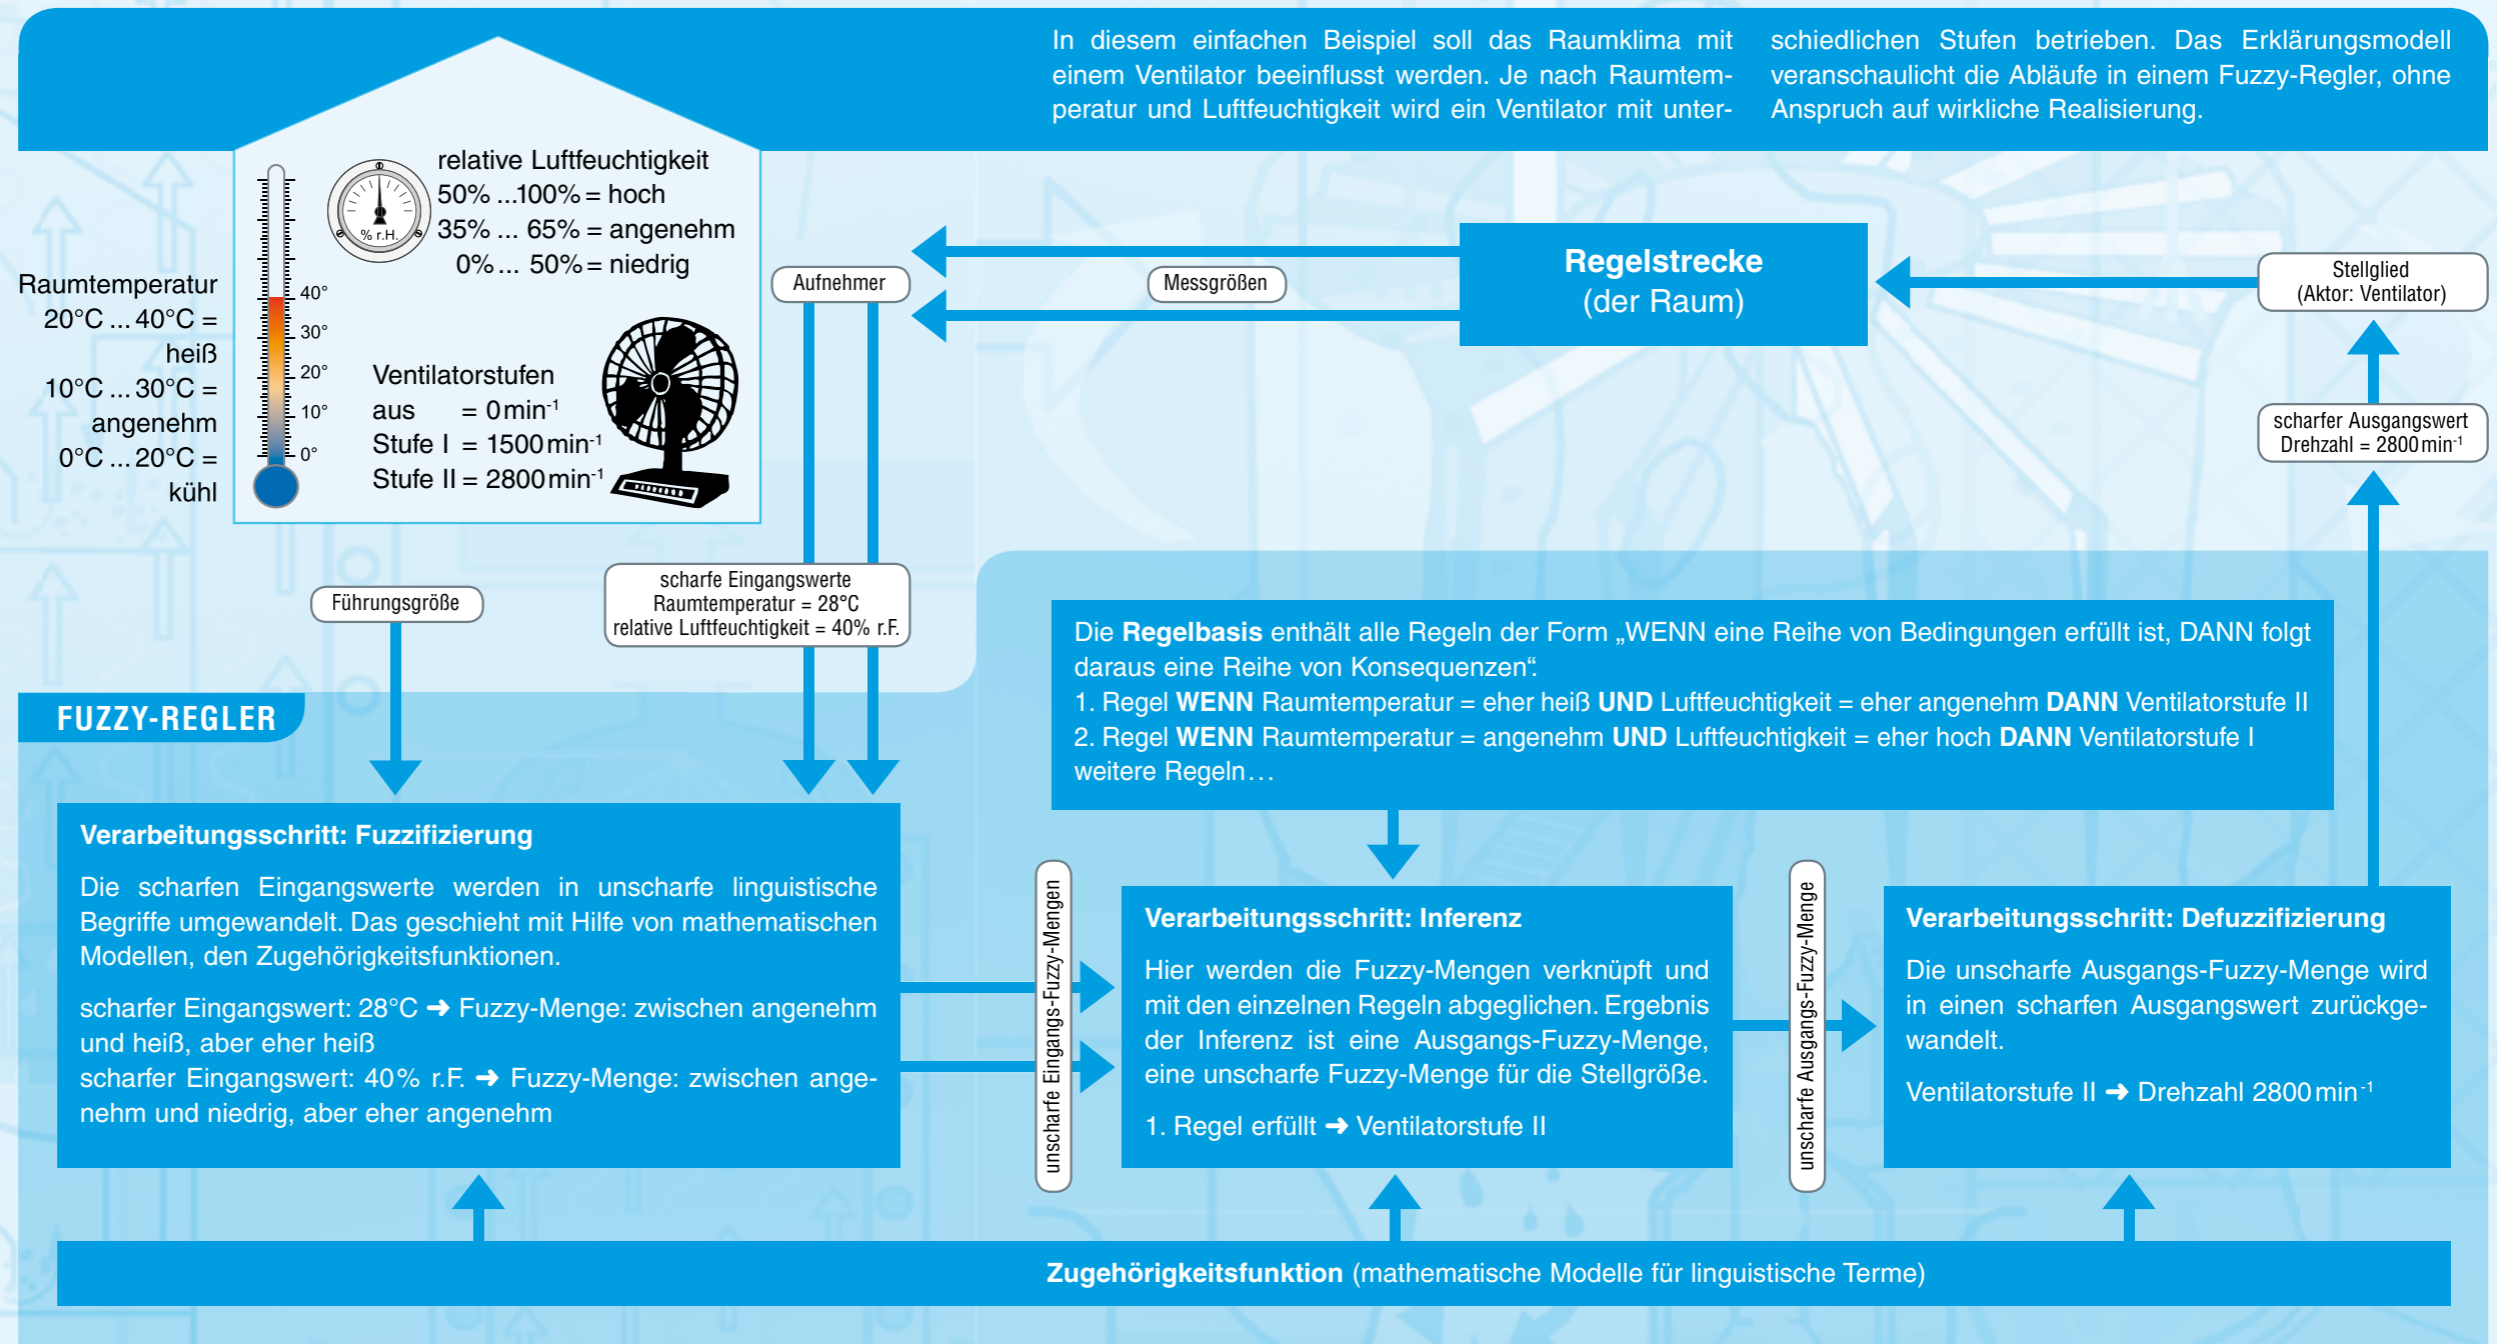 In diesem einfachen Beispiel soll das Raumklima mit
einem Ventilator beeinflusst werden. Je nach Raumtem-
peratur und Luftfeuchtigkeit wird ein Ventilator mit unter-
schiedlichen Stufen betrieben. Das Erklärungsmodell
veranschaulicht die Abläufe in einem Fuzzy-Regler, ohne
Anspruch auf wirkliche Realisierung.
relative Luftfeuchtigkeit
50% ...100% = hoch
35% ... 65% = angenehm
0% ... 50% = niedrig
% r.H.
Raumtemperatur
20°C ... 40°C =
heiß
10°C ... 30°C =
angenehm
0°C ... 20°C =
kühl
40°
30°
20°
10°
0°
Ventilatorstufen
aus = 0 min⁻¹
Stufe I = 1500 min⁻¹
Stufe II = 2800 min⁻¹
Aufnehmer
Messgrößen
Regelstrecke
(der Raum)
Stellglied
(Aktor: Ventilator)
scharfer Ausgangswert
Drehzahl = 2800 min⁻¹
Führungsgröße
scharfe Eingangswerte
Raumtemperatur = 28°C
relative Luftfeuchtigkeit = 40% r.F.
Die Regelbasis enthält alle Regeln der Form „WENN eine Reihe von Bedingungen erfüllt ist, DANN folgt
daraus eine Reihe von Konsequenzen“.
1. Regel WENN Raumtemperatur = eher heiß UND Luftfeuchtigkeit = eher angenehm DANN Ventilatorstufe II
2. Regel WENN Raumtemperatur = angenehm UND Luftfeuchtigkeit = eher hoch DANN Ventilatorstufe I
weitere Regeln...
FUZZY-REGLER
Verarbeitungsschritt: Fuzzifizierung
Die scharfen Eingangswerte werden in unscharfe linguistische
Begriffe umgewandelt. Das geschieht mit Hilfe von mathematischen
Modellen, den Zugehörigkeitsfunktionen.
scharfer Eingangswert: 28°C ➜ Fuzzy-Menge: zwischen angenehm
und heiß, aber eher heiß
scharfer Eingangswert: 40% r.F. ➜ Fuzzy-Menge: zwischen ange-
nehm und niedrig, aber eher angenehm
unscharfe Eingangs-Fuzzy-Mengen
Verarbeitungsschritt: Inferenz
Hier werden die Fuzzy-Mengen verknüpft und
mit den einzelnen Regeln abgeglichen. Ergebnis
der Inferenz ist eine Ausgangs-Fuzzy-Menge,
eine unscharfe Fuzzy-Menge für die Stellgröße.
1. Regel erfüllt ➜ Ventilatorstufe II
unscharfe Ausgangs-Fuzzy-Menge
Verarbeitungsschritt: Defuzzifizierung
Die unscharfe Ausgangs-Fuzzy-Menge wird
in einen scharfen Ausgangswert zurückge-
wandelt.
Ventilatorstufe II ➜ Drehzahl 2800 min⁻¹
Zugehörigkeitsfunktion (mathematische Modelle für linguistische Terme)